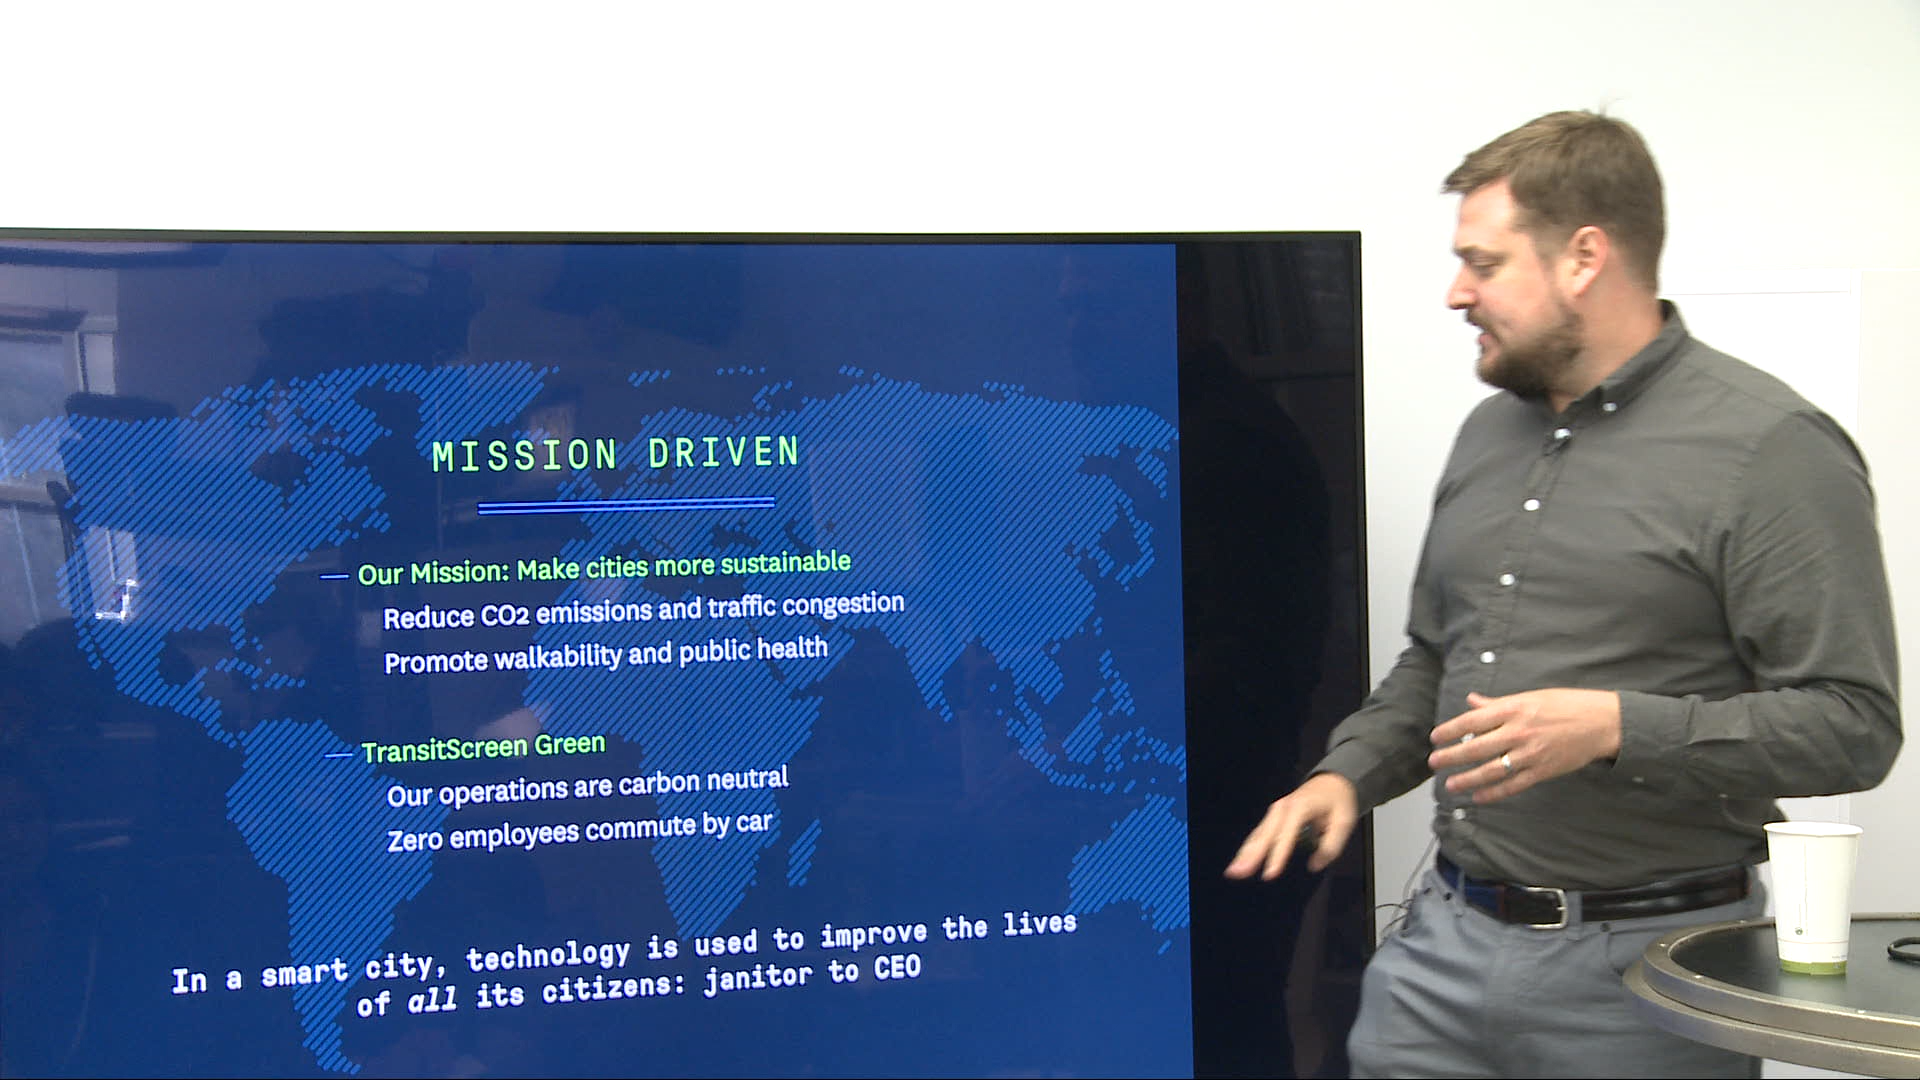 MISSION DRIVEN
— Our Mission: Make cities more sustainable
Reduce CO2 emissions and traffic congestion
Promote walkability and public health
— TransitScreen Green
Our operations are carbon neutral
Zero employees commute by car
In a smart city, technology is used to improve the lives
of all its citizens: janitor to CEO